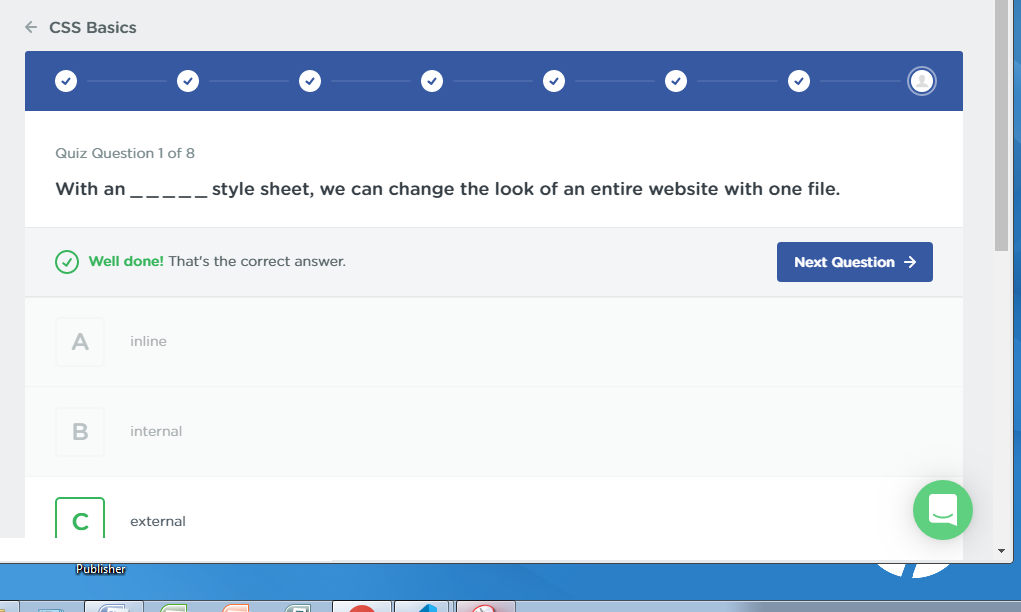 ← CSS Basics
Quiz Question 1 of 8
With an _ _ _ _ _ style sheet, we can change the look of an entire website with one file.
Well done! That's the correct answer.
Next Question →
A inline
B internal
C external
Publisher